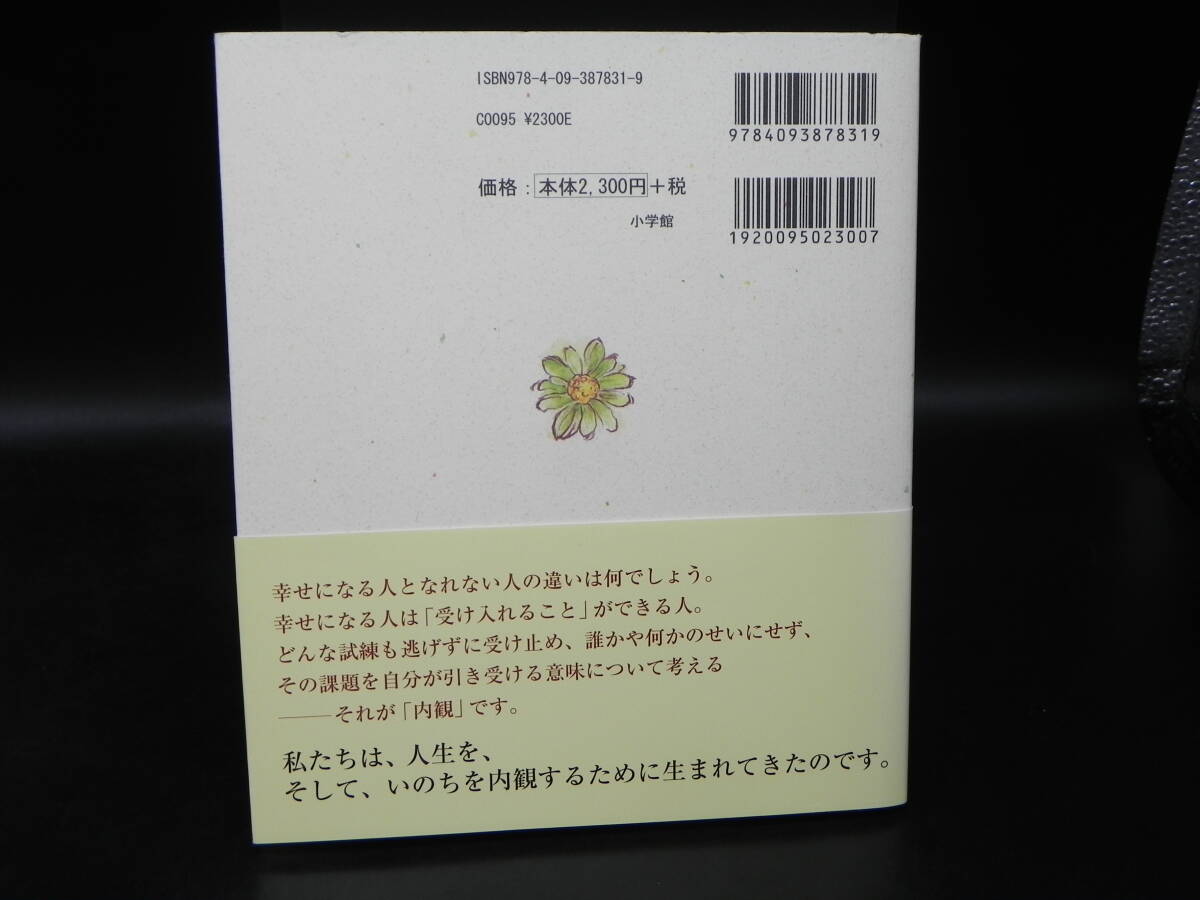 ISBN978-4-09-387831-9
C0095 ¥2300E
9784093878319
価格：本体2,300円+税
小学館
1920095023007
幸せになる人となれない人の違いは何でしょう。
幸せになる人は「受け入れること」ができる人。
どんな試練も逃げずに受け止め、誰かや何かのせいにせず、
その課題を自分が引き受ける意味について考える
――それが「内観」です。
私たちは、人生を、
そして、いのちを内観するために生まれてきたのです。